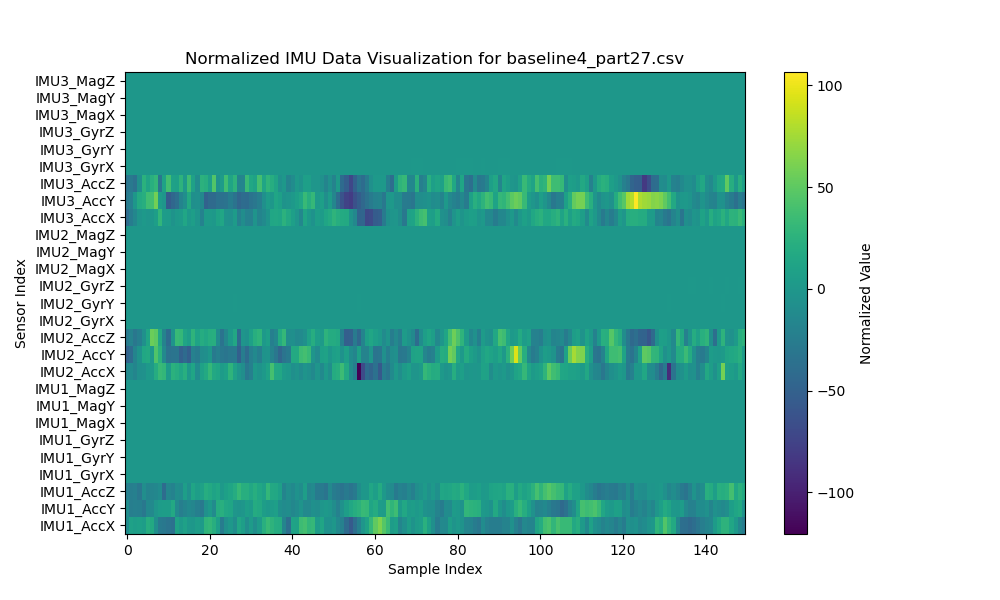 Normalized IMU Data Visualization for baseline4_part27.csv
IMU3_MagZ
IMU3_MagY
IMU3_MagX
IMU3_GyrZ
IMU3_GyrY
IMU3_GyrX
IMU3_AccZ
IMU3_AccY
IMU3_AccX
IMU2_MagZ
IMU2_MagY
IMU2_MagX
IMU2_GyrZ
IMU2_GyrY
IMU2_GyrX
IMU2_AccZ
IMU2_AccY
IMU2_AccX
IMU1_MagZ
IMU1_MagY
IMU1_MagX
IMU1_GyrZ
IMU1_GyrY
IMU1_GyrX
IMU1_AccZ
IMU1_AccY
IMU1_AccX
Sensor Index
0 20 40 60 80 100 120 140
Sample Index
100
50
0
−50
−100
Normalized Value